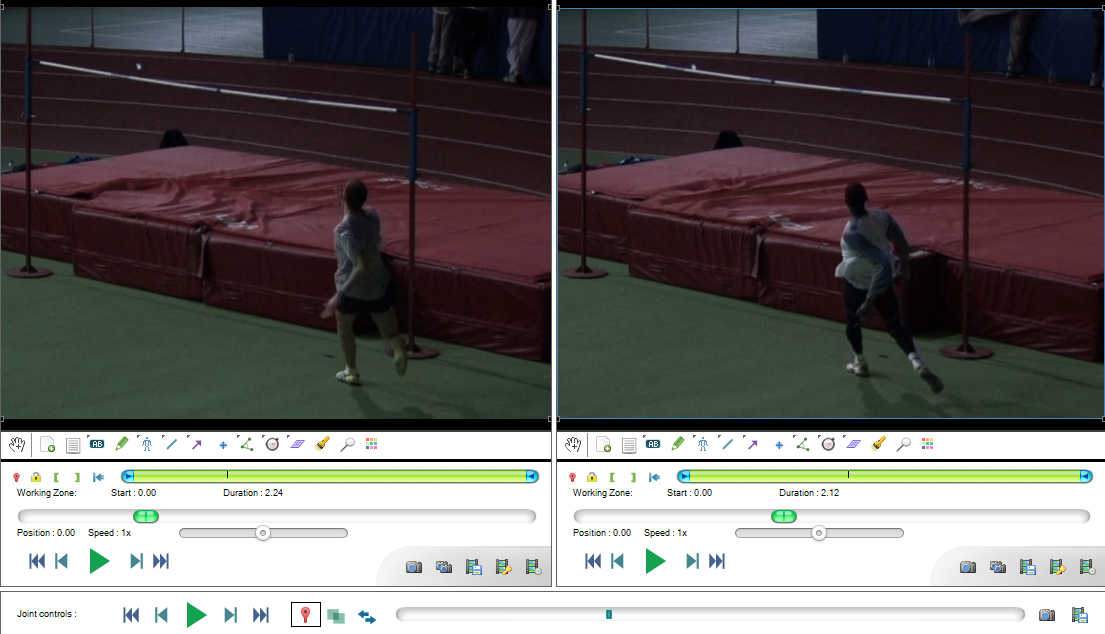 AB
AB
Working Zone: Start : 0.00 Duration : 2.24
Position : 0.00 Speed : 1x
Working Zone: Start : 0.00 Duration : 2.12
Position : 0.00 Speed : 1x
Joint controls :